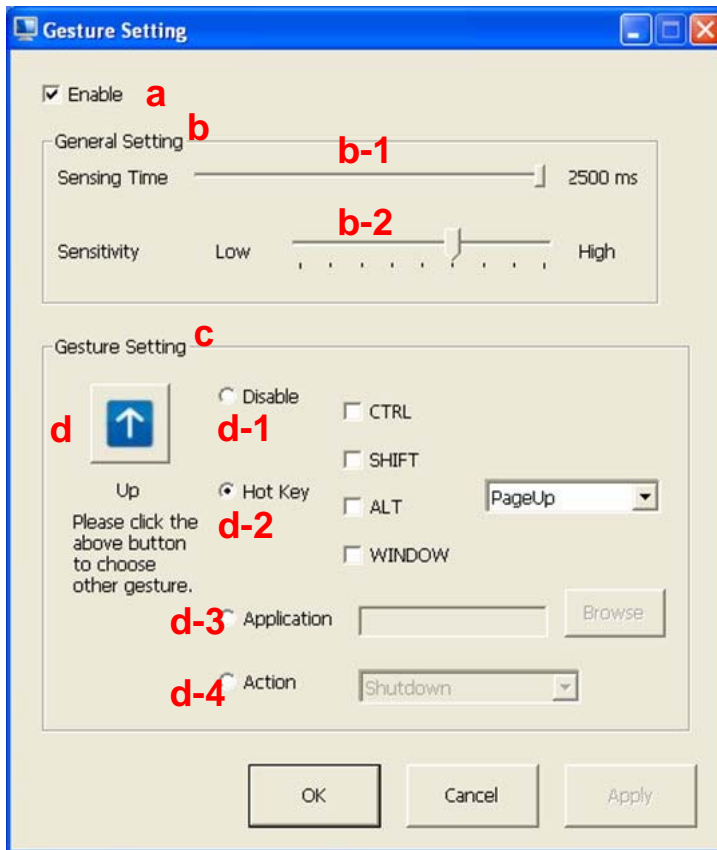 Gesture Setting
Enable a
General Setting b
Sensing Time b-1 2500 ms
Sensitivity Low b-2 High
Gesture Setting c
d
Up
Please click the
above button
to choose
other gesture.
Disable
d-1
Hot Key
d-2
CTRL
SHIFT
ALT
WINDOW
PageUp
d-3 Application Browse
d-4 Action Shutdown
OK Cancel Apply